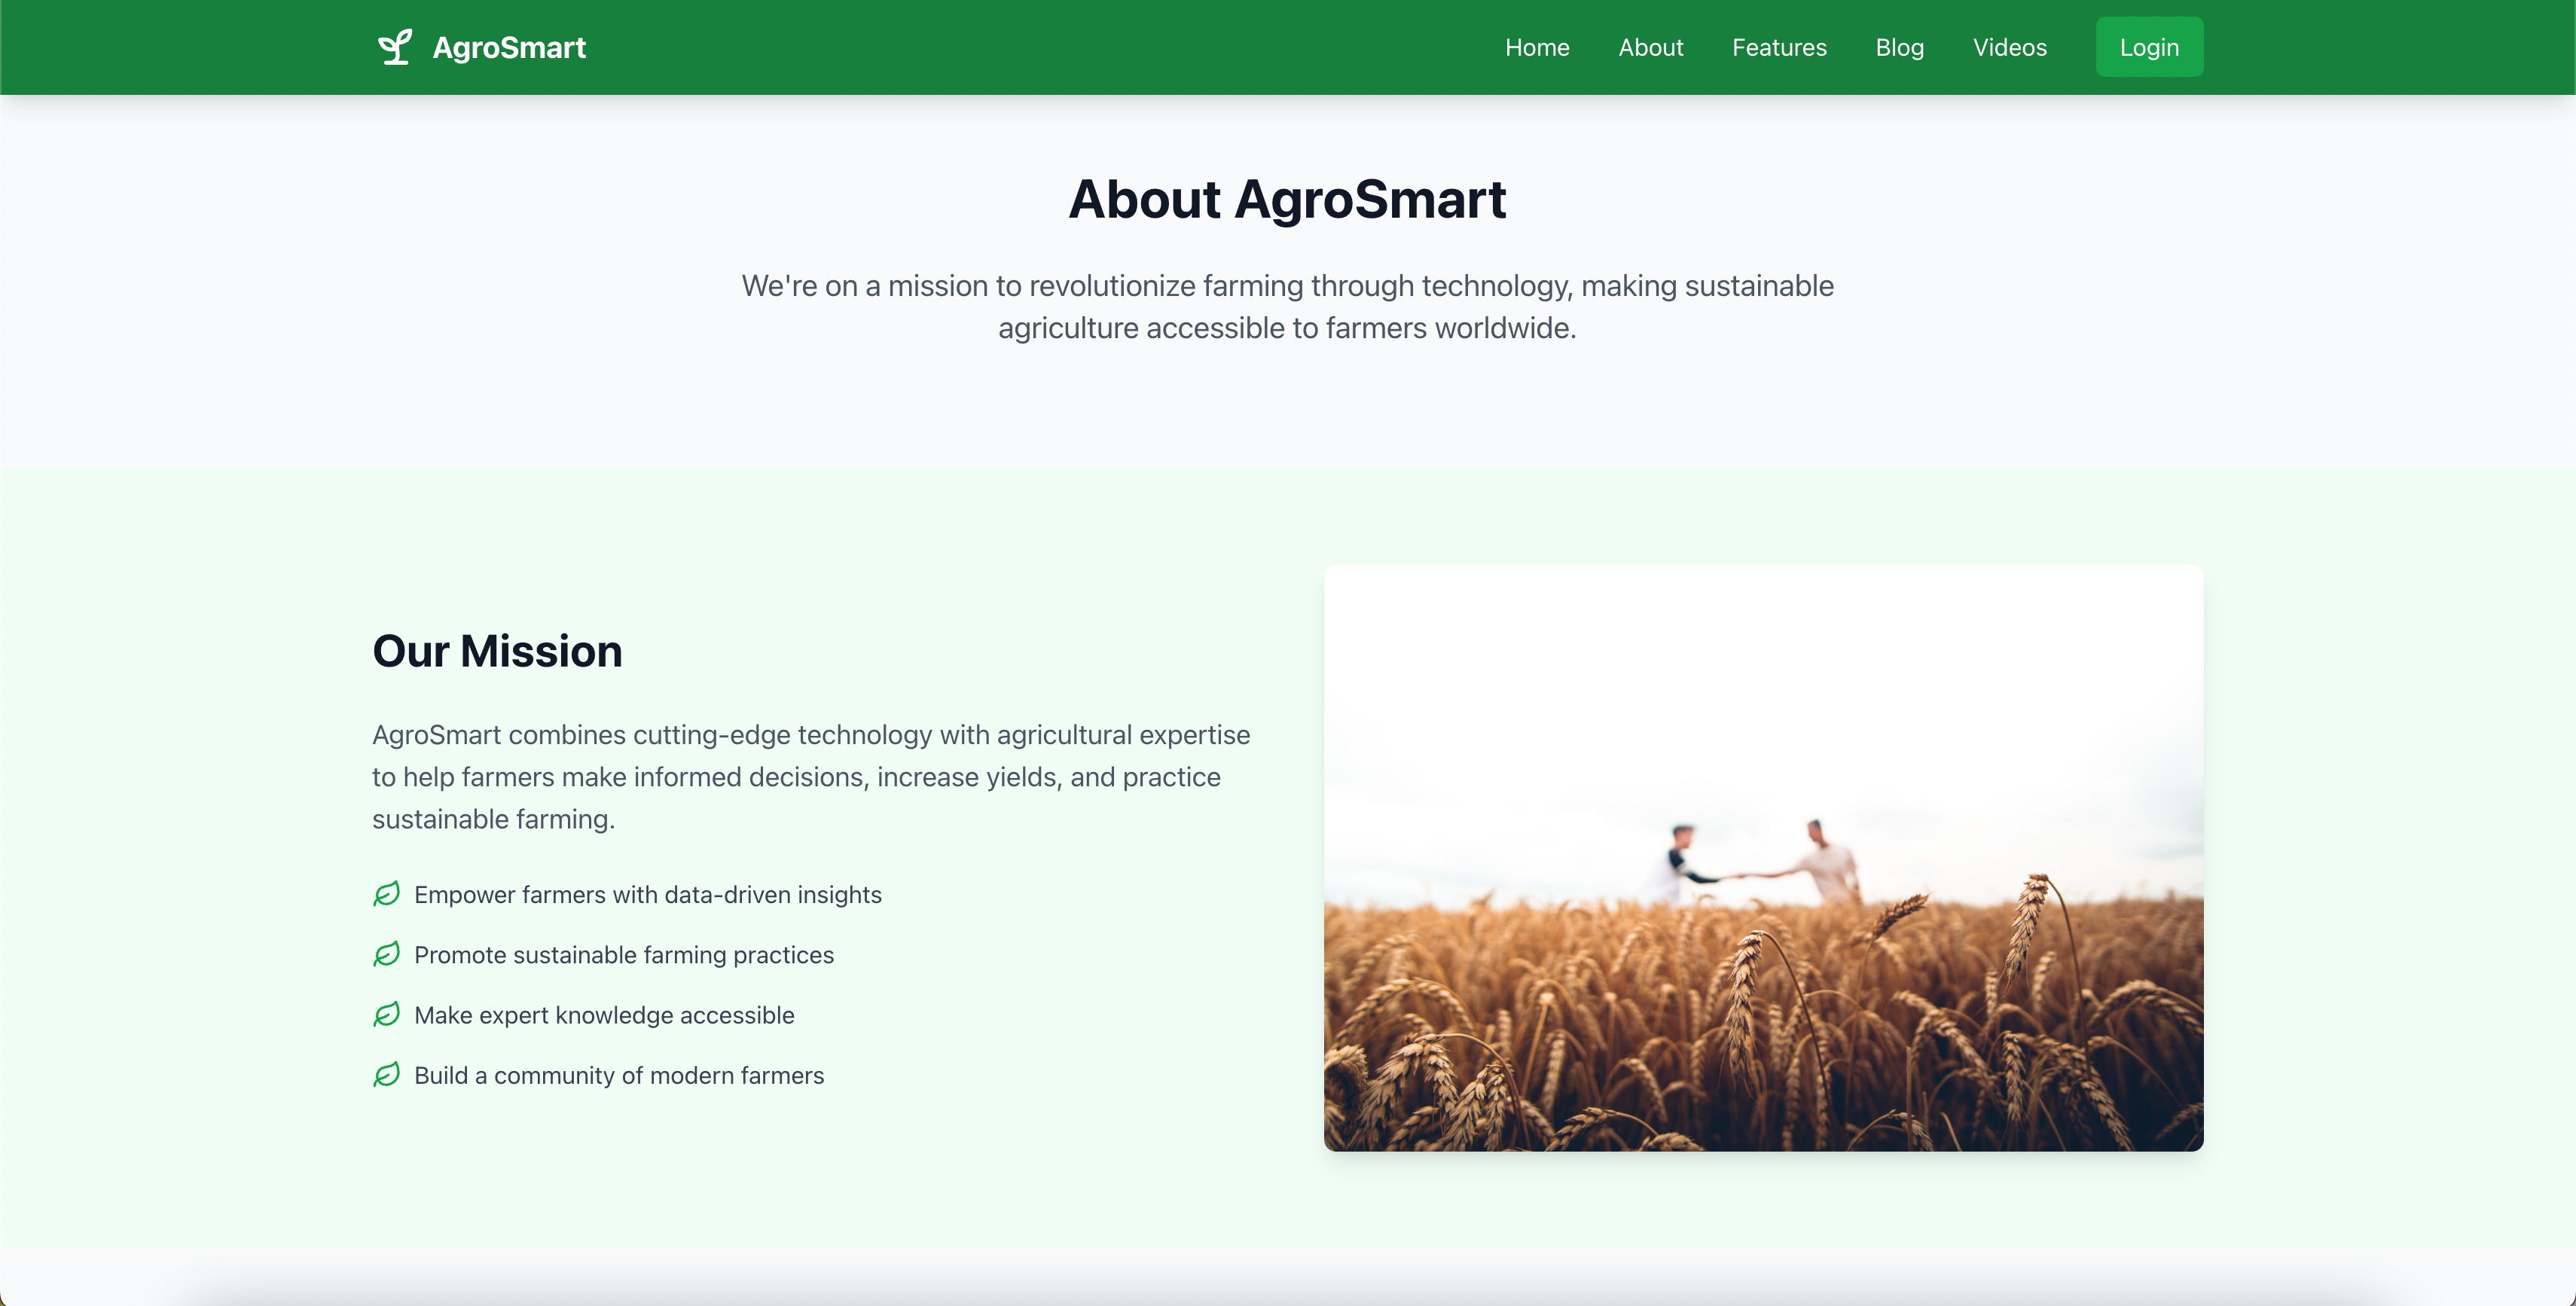 AgroSmart
Home About Features Blog Videos Login
About AgroSmart
We're on a mission to revolutionize farming through technology, making sustainable
agriculture accessible to farmers worldwide.
Our Mission
AgroSmart combines cutting-edge technology with agricultural expertise
to help farmers make informed decisions, increase yields, and practice
sustainable farming.
Empower farmers with data-driven insights
Promote sustainable farming practices
Make expert knowledge accessible
Build a community of modern farmers